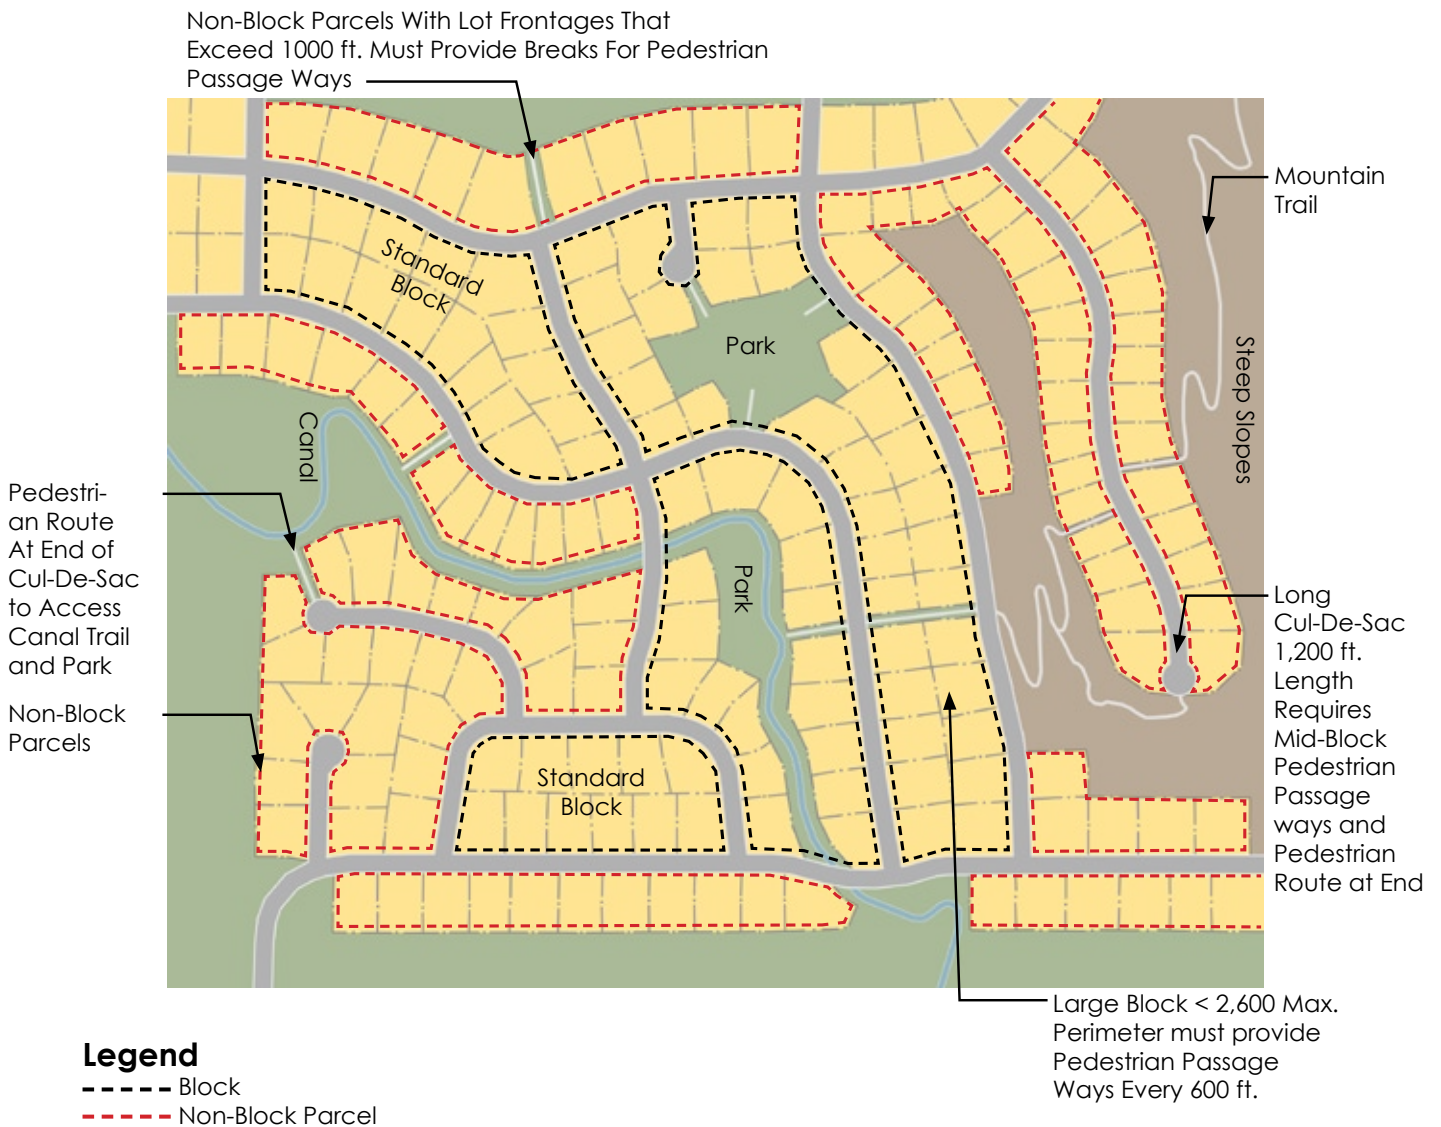 Non-Block Parcels With Lot Frontages That
Exceed 1000 ft. Must Provide Breaks For Pedestrian
Passage Ways
Mountain
Trail
Standard
Block
Park
Steep Slopes
Canal
Pedestri-
an Route
At End of
Cul-De-Sac
to Access
Canal Trail
and Park
Park
Long
Cul-De-Sac
1,200 ft.
Length
Requires
Mid-Block
Pedestrian
Passage
ways and
Pedestrian
Route at End
Non-Block
Parcels
Standard
Block
Large Block < 2,600 Max.
Perimeter must provide
Pedestrian Passage
Ways Every 600 ft.
Legend
Block
Non-Block Parcel